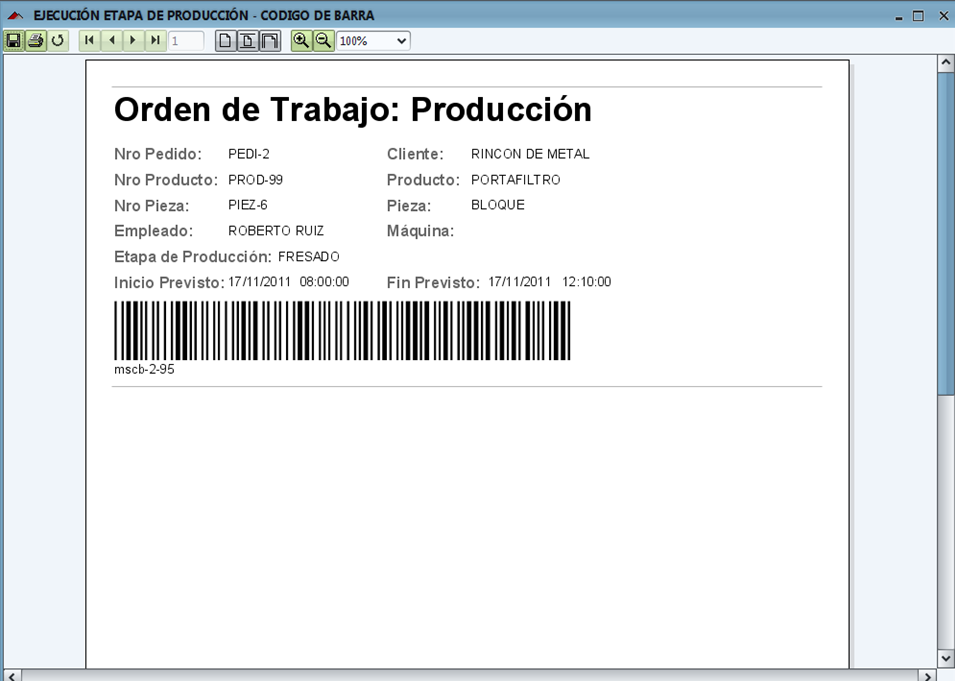 EJECUCIÓN ETAPA DE PRODUCCIÓN - CODIGO DE BARRA
1
100%
Orden de Trabajo: Producción
Nro Pedido: PEDI-2 Cliente: RINCON DE METAL
Nro Producto: PROD-99 Producto: PORTAFILTRO
Nro Pieza: PIEZ-6 Pieza: BLOQUE
Empleado: ROBERTO RUIZ Máquina:
Etapa de Producción: FRESADO
Inicio Previsto: 17/11/2011 08:00:00 Fin Previsto: 17/11/2011 12:10:00
mscb-2-95